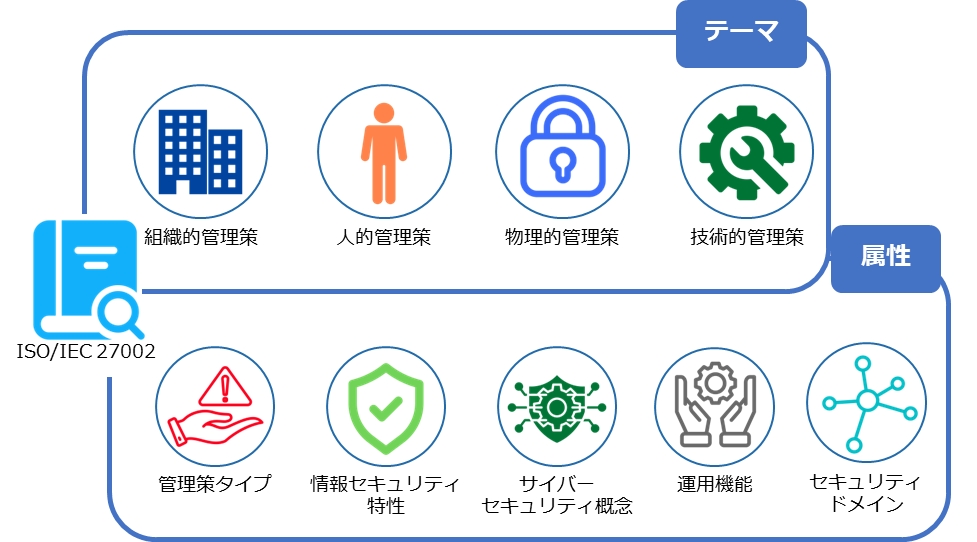 テーマ
組織的管理策
人的管理策
物理的管理策
技術的管理策
属性
ISO/IEC 27002
管理策タイプ
情報セキュリティ
特性
サイバー
セキュリティ概念
運用機能
セキュリティ
ドメイン